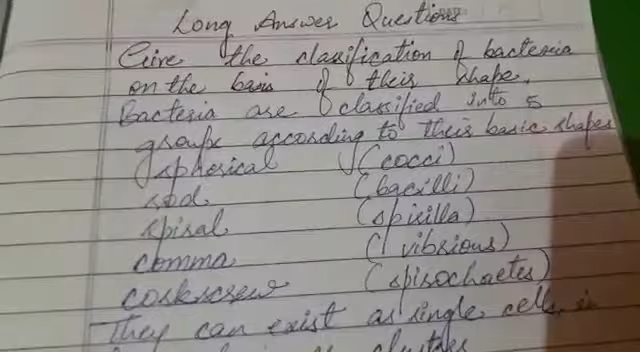 Long Answer Questions
Give the classification of bacteria
on the basis of their shape.
Bacteria are classified into 5
groups according to their basic shapes
spherical (cocci)
rod (bacilli)
spiral (spirilla)
comma (vibrious)
corkscrew (spirochaetes)
They can exist as single cells, in
clusters